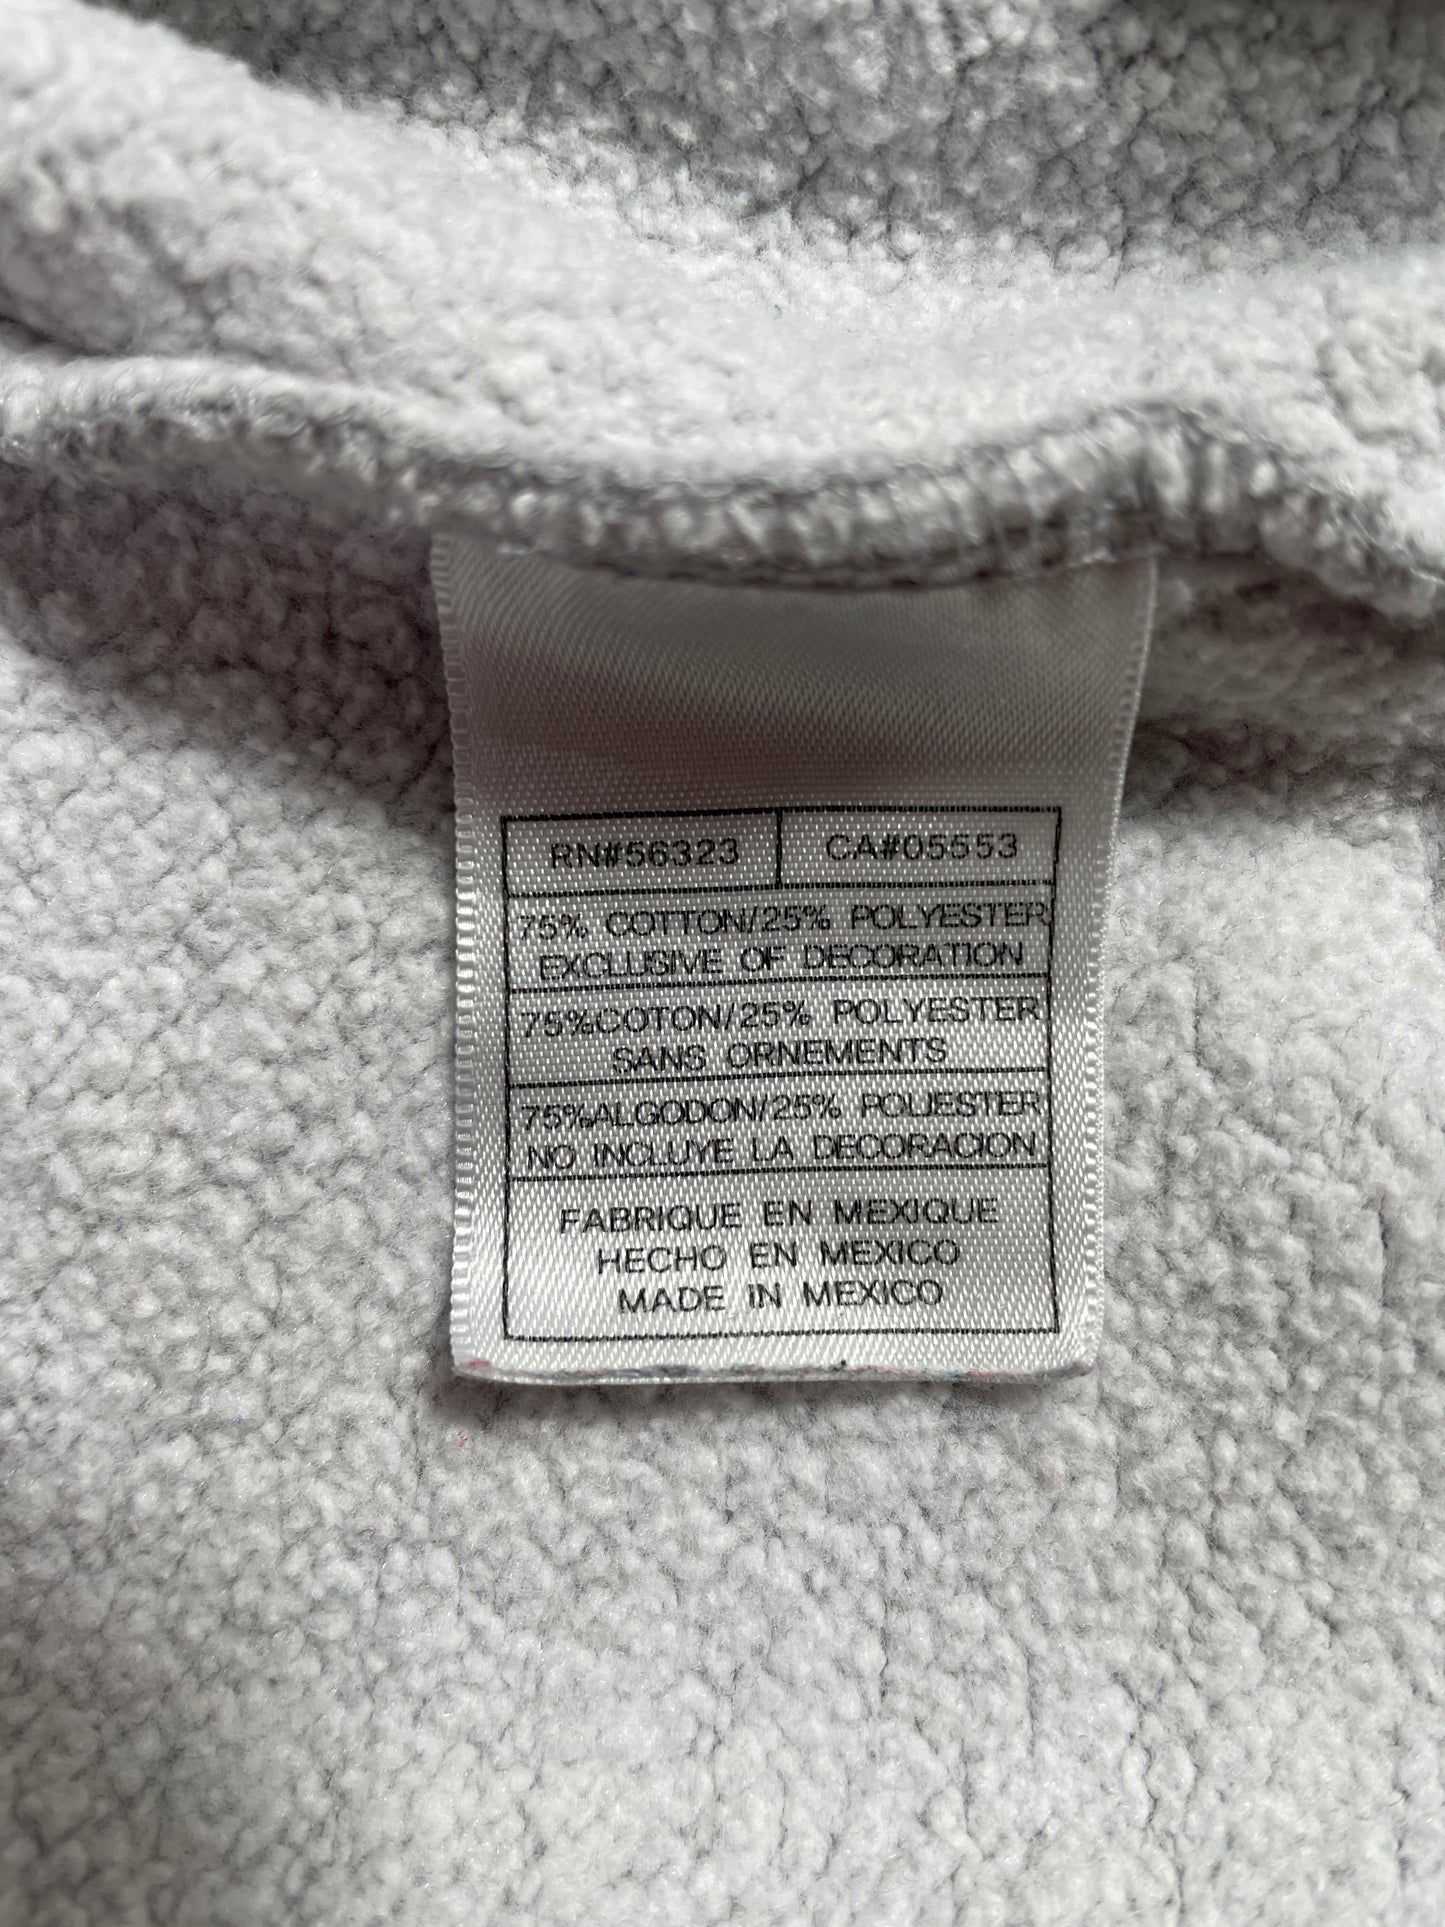 RN#56323 CA#05553
75% COTTON/25% POLYESTER
EXCLUSIVE OF DECORATION
75%COTON/25% POLYESTER
SANS ORNEMENTS
75%ALGODON/25% POLIESTER
NO INCLUYE LA DECORACION
FABRIQUE EN MEXIQUE
HECHO EN MEXICO
MADE IN MEXICO